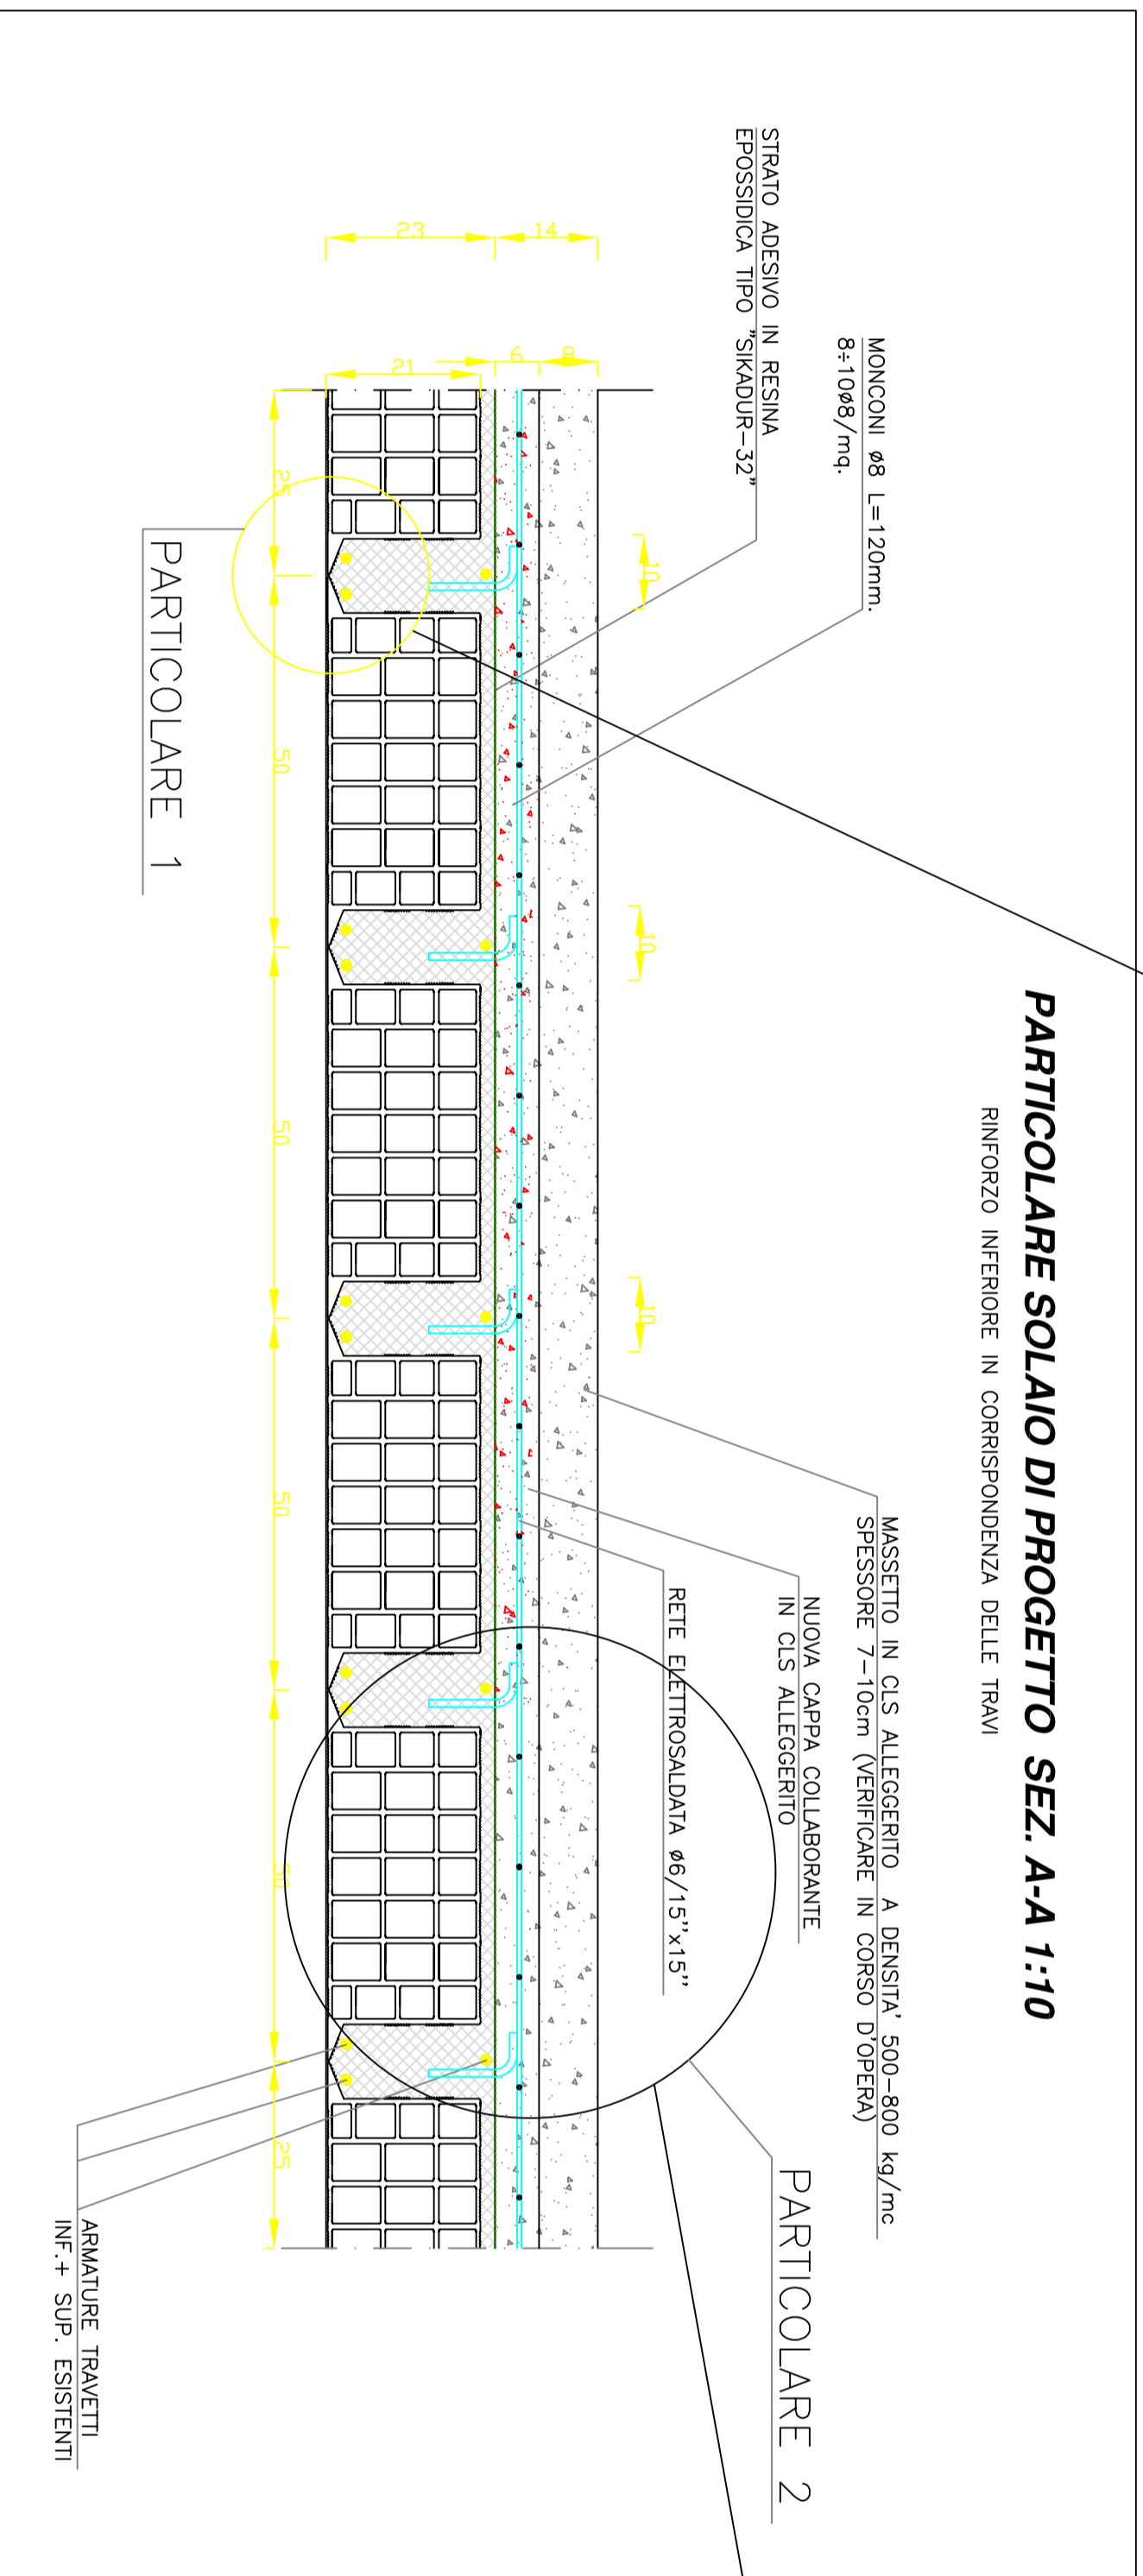 PARTICOLARE SOLAIO DI PROGETTO SEZ. A-A 1:10
RINFORZO INFERIORE IN CORRISPONDENZA DELLE TRAVI
MONCONI ø8 L=120mm.
8÷10ø8/mq.
STRATO ADESIVO IN RESINA
EPOSSIDICA TIPO "SIKADUR-32"
MASSETTO IN CLS ALLEGGERITO A DENSITA' 500-800 kg/mc
SPESSORE 7-10cm (VERIFICARE IN CORSO D'OPERA)
NUOVA CAPPA COLLABORANTE
IN CLS ALLEGGERITO
RETE ELETTROSALDATA ø6/15"x15"
PARTICOLARE 2
10
10
10
14
23
8
6
21
25
50
50
50
50
25
PARTICOLARE 1
ARMATURE TRAVETTI
INF.+ SUP. ESISTENTI